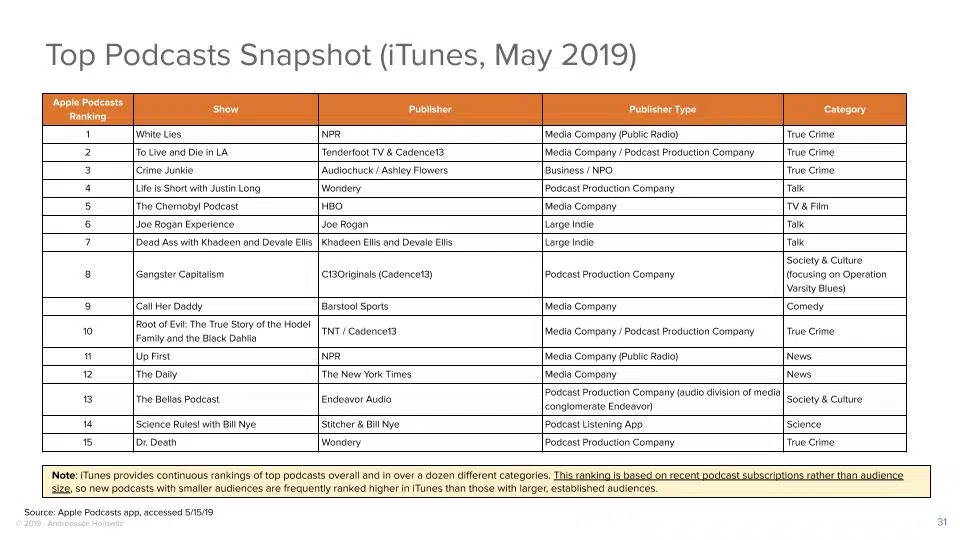 Top Podcasts Snapshot (iTunes, May 2019)
Apple Podcasts Ranking Show Publisher Publisher Type Category
1 White Lies NPR Media Company (Public Radio) True Crime
2 To Live and Die in LA Tenderfoot TV & Cadence13 Media Company / Podcast Production Company True Crime
3 Crime Junkie Audiochuck / Ashley Flowers Business / NPO True Crime
4 Life is Short with Justin Long Wondery Podcast Production Company Talk
5 The Chernobyl Podcast HBO Media Company TV & Film
6 Joe Rogan Experience Joe Rogan Large Indie Talk
7 Dead Ass with Khadeen and Devale Ellis Khadeen Ellis and Devale Ellis Large Indie Talk
8 Gangster Capitalism C13Originals (Cadence13) Podcast Production Company Society & Culture (focusing on Operation Varsity Blues)
9 Call Her Daddy Barstool Sports Media Company Comedy
10 Root of Evil: The True Story of the Hodel Family and the Black Dahlia TNT / Cadence13 Media Company / Podcast Production Company True Crime
11 Up First NPR Media Company (Public Radio) News
12 The Daily The New York Times Media Company News
13 The Bellas Podcast Endeavor Audio Podcast Production Company (audio division of media conglomerate Endeavor) Society & Culture
14 Science Rules! with Bill Nye Stitcher & Bill Nye Podcast Listening App Science
15 Dr. Death Wondery Podcast Production Company True Crime
Note: iTunes provides continuous rankings of top podcasts overall and in over a dozen different categories. This ranking is based on recent podcast subscriptions rather than audience
size, so new podcasts with smaller audiences are frequently ranked higher in iTunes than those with larger, established audiences.
Source: Apple Podcasts app, accessed 5/15/19
© 2019 - Andreessen Horowitz
31